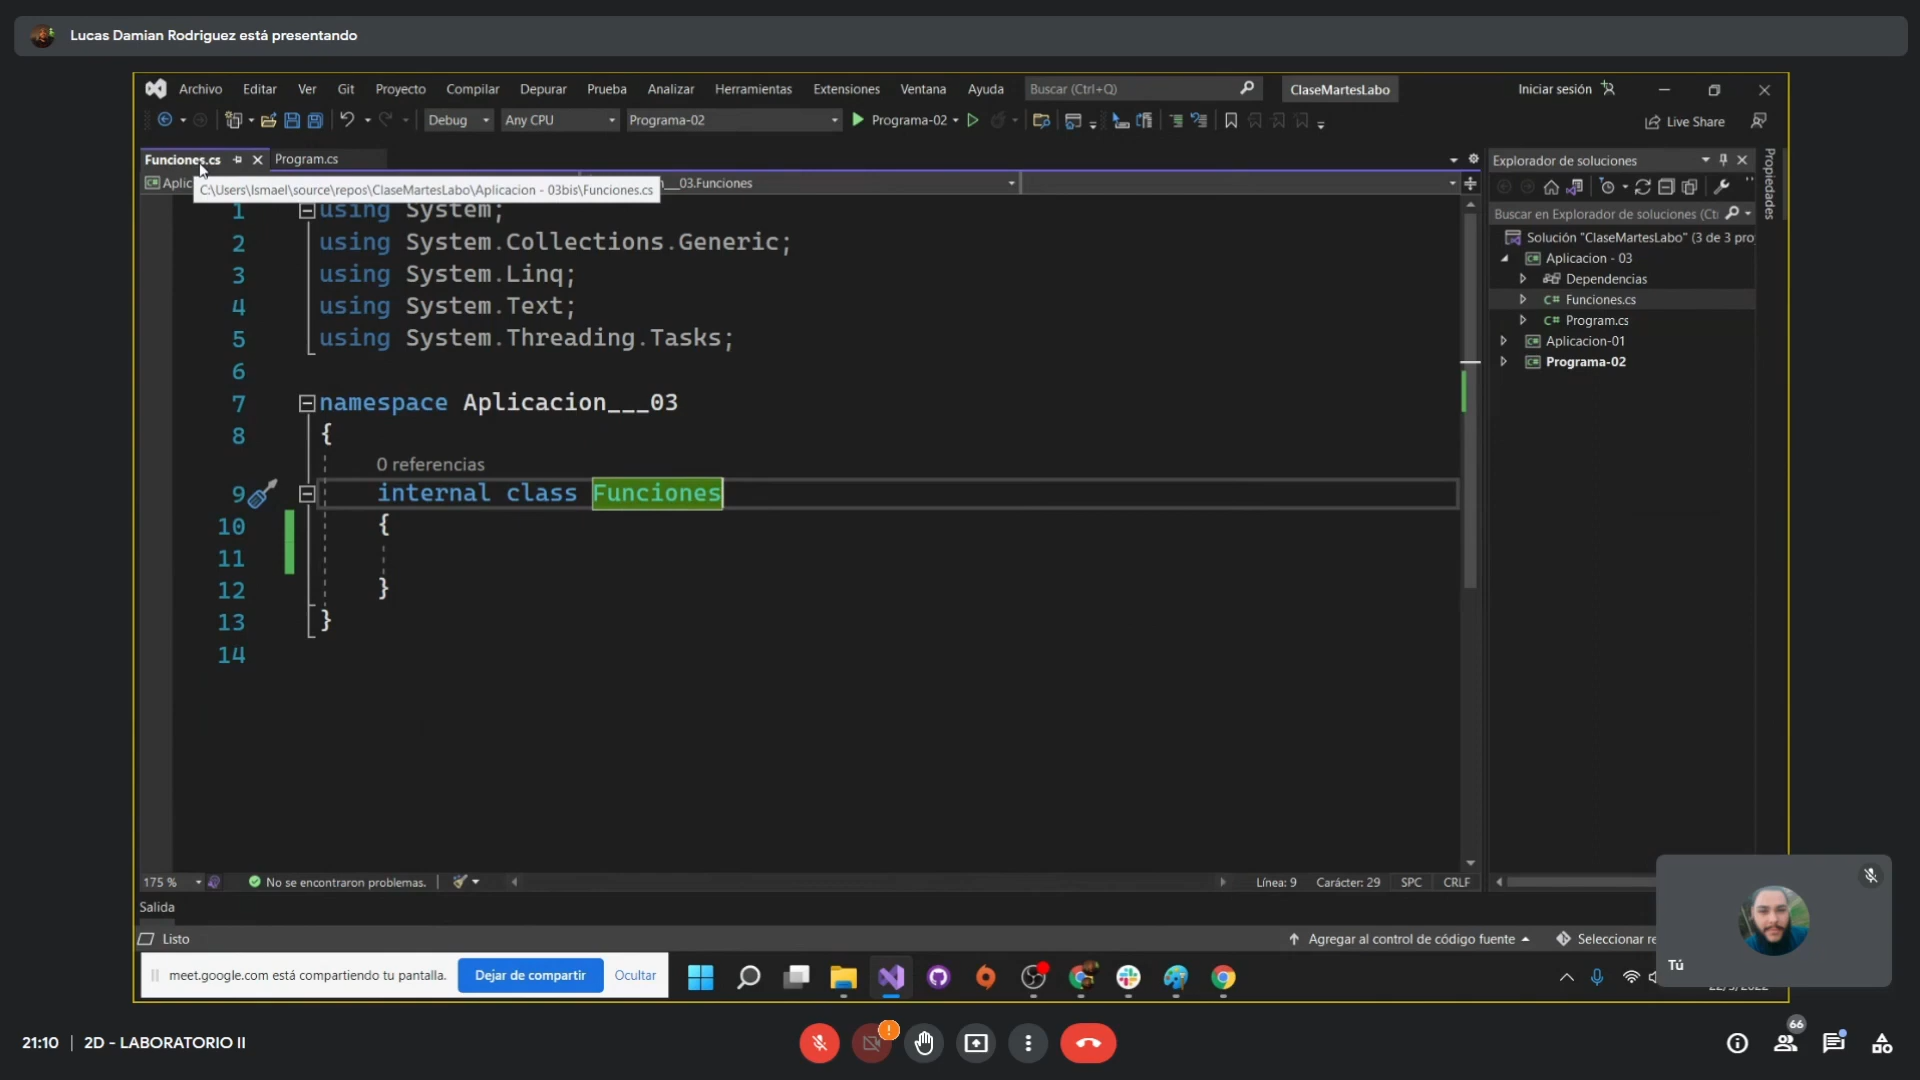 Lucas Damian Rodriguez está presentando
Archivo Editar Ver Git Proyecto Compilar Depurar Prueba Analizar Herramientas Extensiones Ventana Ayuda Buscar (Ctrl+Q) ClaseMartesLabo Iniciar sesión
Debug Any CPU Programa-02 Programa-02 Live Share
Funciones.cs Program.cs
Aplic
C:\Users\Ismael\source\repos\ClaseMartesLabo\Aplicacion - 03bis\Funciones.cs
__03.Funciones
1 using System;
2 using System.Collections.Generic;
3 using System.Linq;
4 using System.Text;
5 using System.Threading.Tasks;
6
7 namespace Aplicacion___03
8 {
0 referencias
9 internal class Funciones
10 {
11
12 }
13 }
14
Explorador de soluciones
Propiedades
Buscar en Explorador de soluciones (Ct
Solución "ClaseMartesLabo" (3 de 3 pro
Aplicacion - 03
Dependencias
C# Funciones.cs
C# Program.cs
Aplicacion-01
Programa-02
175 % No se encontraron problemas. Línea: 9 Carácter: 29 SPC CRLF
Salida
Listo Agregar al control de código fuente Seleccionar re
meet.google.com está compartiendo tu pantalla. Dejar de compartir Ocultar
Tú
21:10 | 2D - LABORATORIO II
66